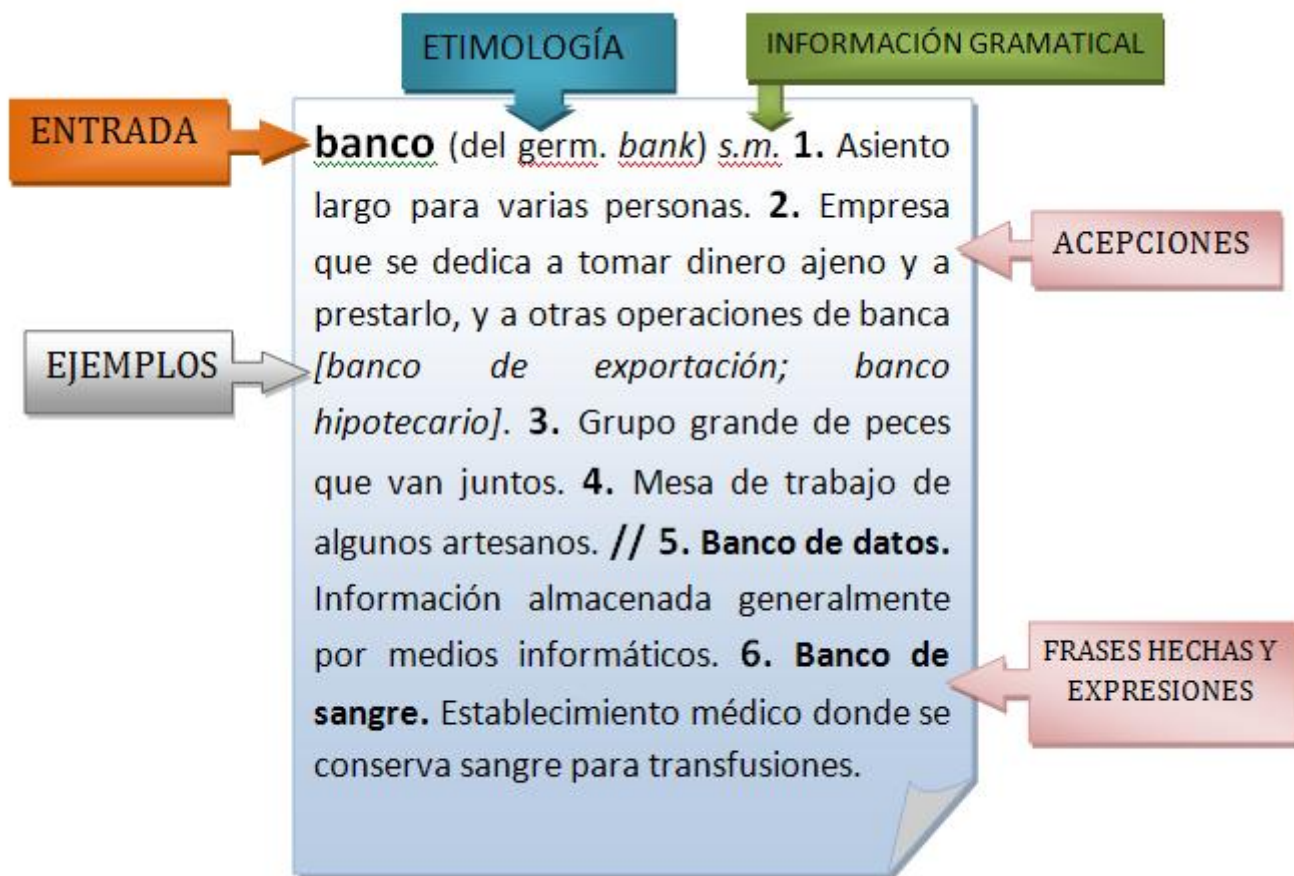 ETIMOLOGÍA
INFORMACIÓN GRAMATICAL
ENTRADA
banco (del germ. bank) s.m. 1. Asiento
largo para varias personas. 2. Empresa
que se dedica a tomar dinero ajeno y a
prestarlo, y a otras operaciones de banca
[banco de exportación; banco
hipotecario]. 3. Grupo grande de peces
que van juntos. 4. Mesa de trabajo de
algunos artesanos. // 5. Banco de datos.
Información almacenada generalmente
por medios informáticos. 6. Banco de
sangre. Establecimiento médico donde se
conserva sangre para transfusiones.
ACEPCIONES
EJEMPLOS
FRASES HECHAS Y
EXPRESIONES